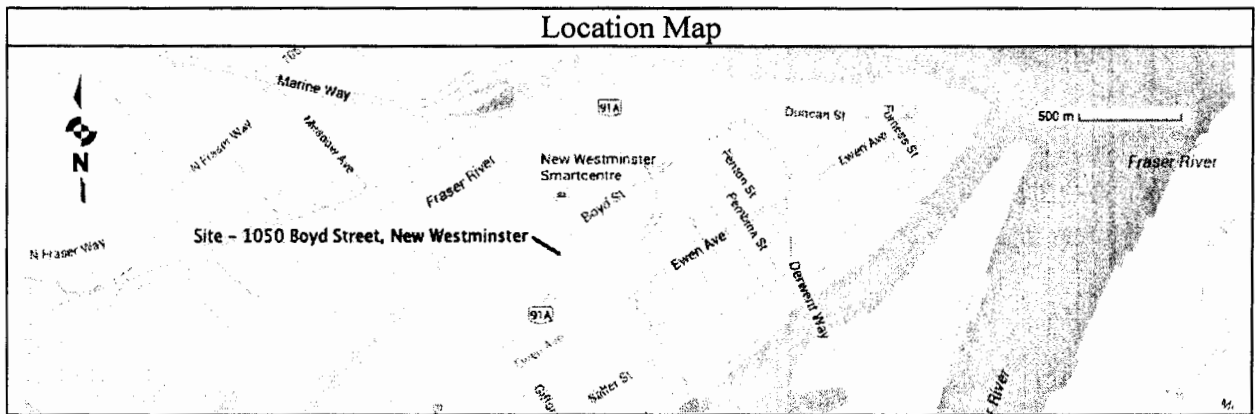 Location Map
Marine Way
91A
Duncan St
Furness St
500 m
N Fraser Way
Meadow Ave
Ewen Ave
Fraser River
New Westminster
Smartcentre
Fraser River
Fenton St
Boyd St
Pembina St
Site – 1050 Boyd Street, New Westminster
N Fraser Way
Ewen Ave
Derwent Way
91A
Ewen Ave
Salter St
River
N